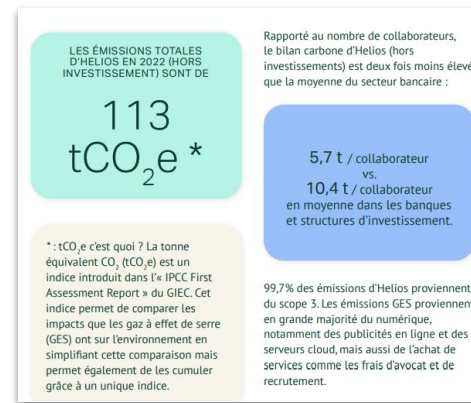 LES ÉMISSIONS TOTALES
D'HELIOS EN 2022 (HORS
INVESTISSEMENT) SONT DE
113
tCO₂e *
* : tCO₂e c'est quoi ? La tonne
équivalent CO₂ (tCO₂e) est un
indice introduit dans l'« IPCC First
Assessment Report » du GIEC. Cet
indice permet de comparer les
impacts que les gaz à effet de serre
(GES) ont sur l'environnement en
simplifiant cette comparaison mais
permet également de les cumuler
grâce à un unique indice.
Rapporté au nombre de collaborateurs,
le bilan carbone d'Helios (hors
investissements) est deux fois moins élevé
que la moyenne du secteur bancaire :
5,7 t / collaborateur
vs.
10,4 t / collaborateur
en moyenne dans les banques
et structures d'investissement.
99,7% des émissions d'Helios proviennent
du scope 3. Les émissions GES proviennent
en grande majorité du numérique,
notamment des publicités en ligne et des
serveurs cloud, mais aussi de l'achat de
services comme les frais d'avocat et de
recrutement.